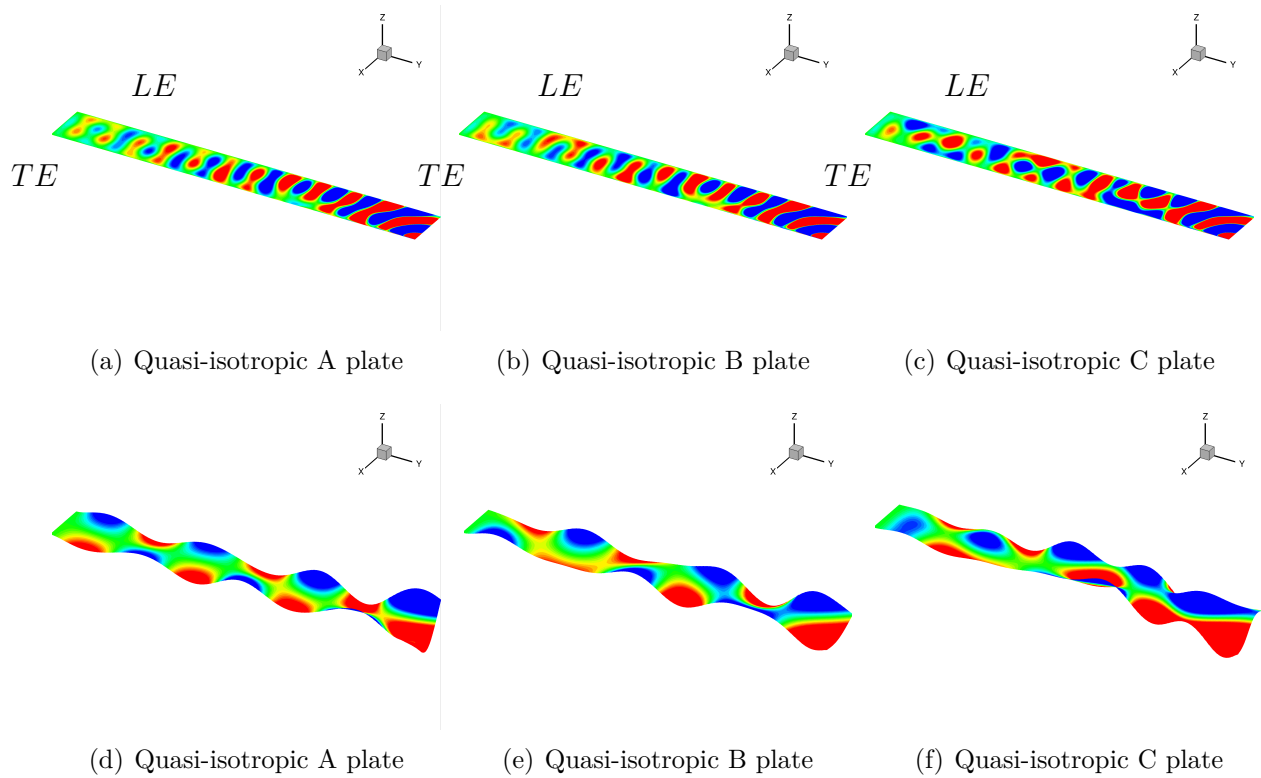 Z
X
Y
Z
X
Y
Z
X
Y
LE
LE
LE
TE
TE
TE
(a) Quasi-isotropic A plate
(b) Quasi-isotropic B plate
(c) Quasi-isotropic C plate
Z
X
Y
Z
X
Y
Z
X
Y
(d) Quasi-isotropic A plate
(e) Quasi-isotropic B plate
(f) Quasi-isotropic C plate